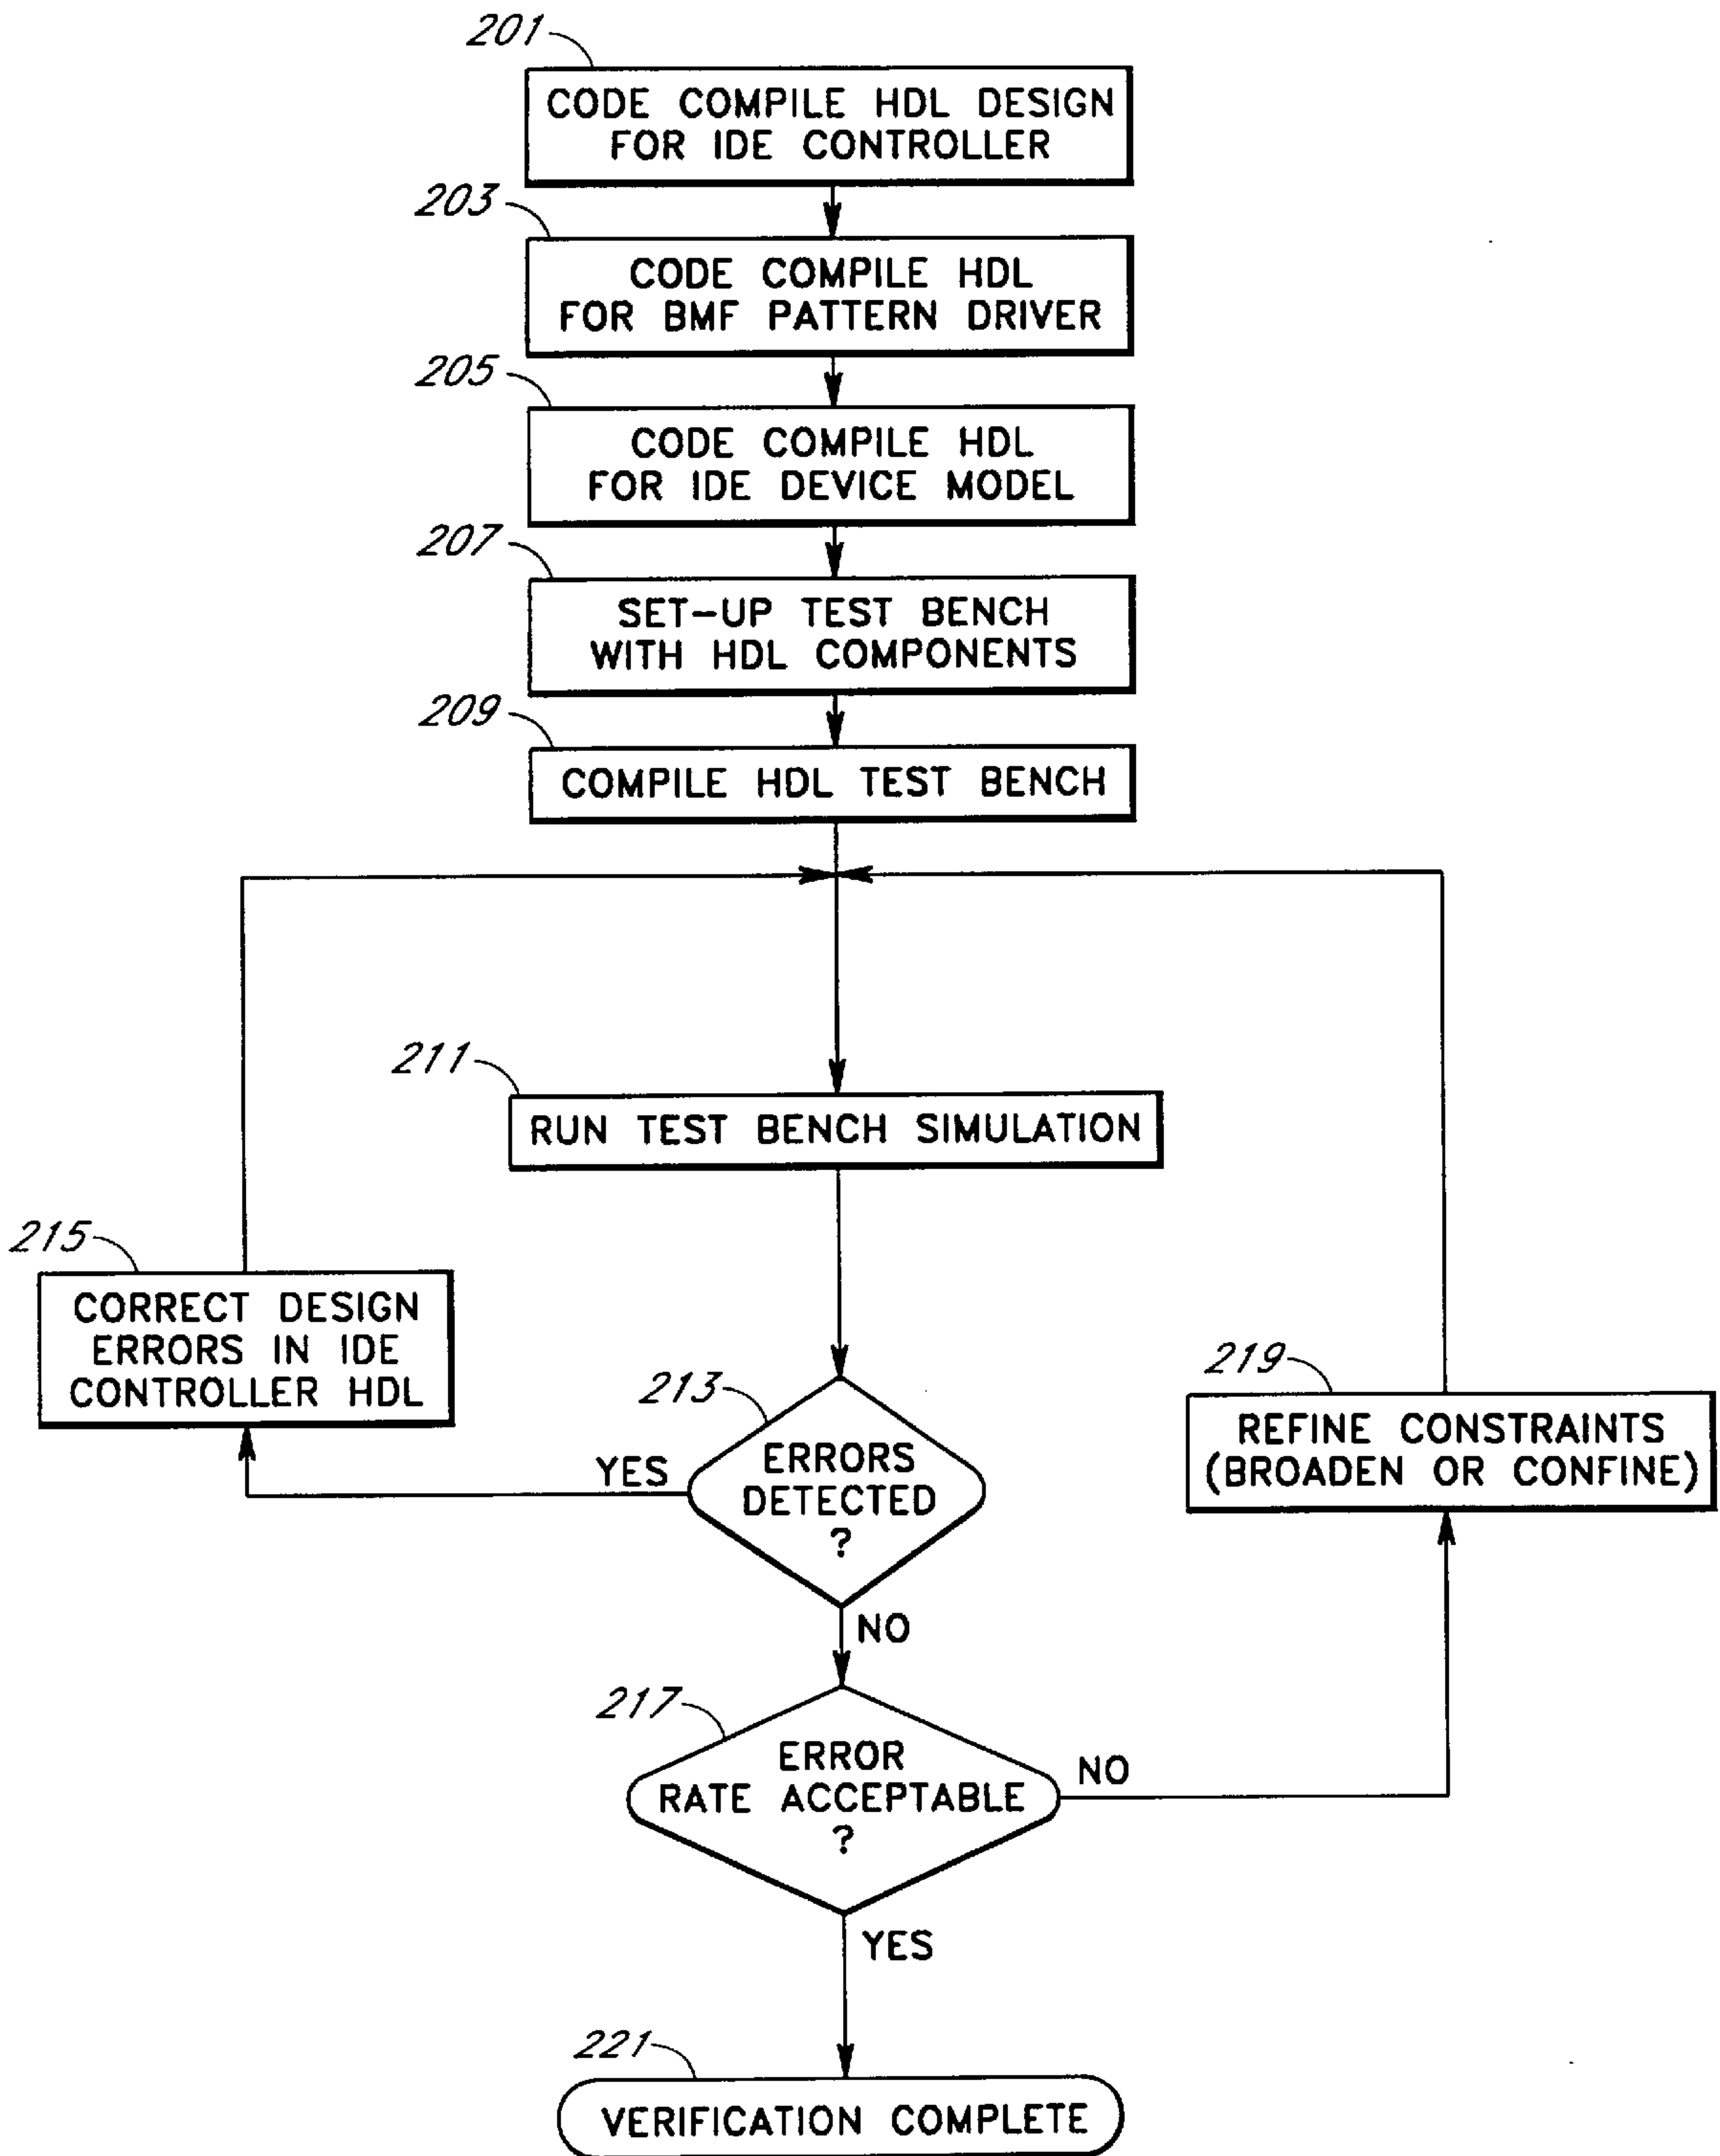 201
CODE COMPILE HDL DESIGN
FOR IDE CONTROLLER
203
CODE COMPILE HDL
FOR BMF PATTERN DRIVER
205
CODE COMPILE HDL
FOR IDE DEVICE MODEL
207
SET-UP TEST BENCH
WITH HDL COMPONENTS
209
COMPILE HDL TEST BENCH
211
RUN TEST BENCH SIMULATION
215
CORRECT DESIGN
ERRORS IN IDE
CONTROLLER HDL
213
ERRORS
DETECTED
?
YES
NO
219
REFINE CONSTRAINTS
(BROADEN OR CONFINE)
217
ERROR
RATE ACCEPTABLE
?
NO
YES
221
VERIFICATION COMPLETE